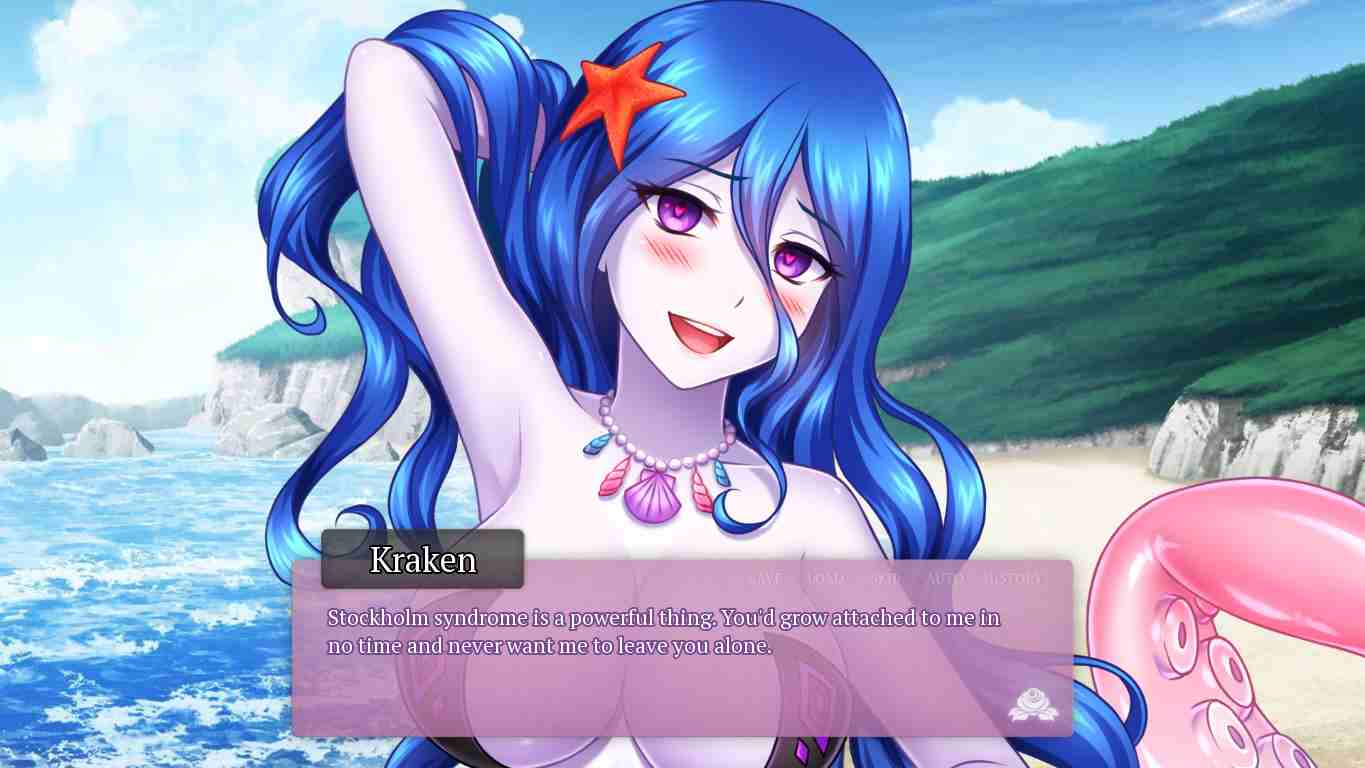 Kraken
SAVE LOAD SKIP AUTO HISTORY
Stockholm syndrome is a powerful thing. You'd grow attached to me in
no time and never want me to leave you alone.